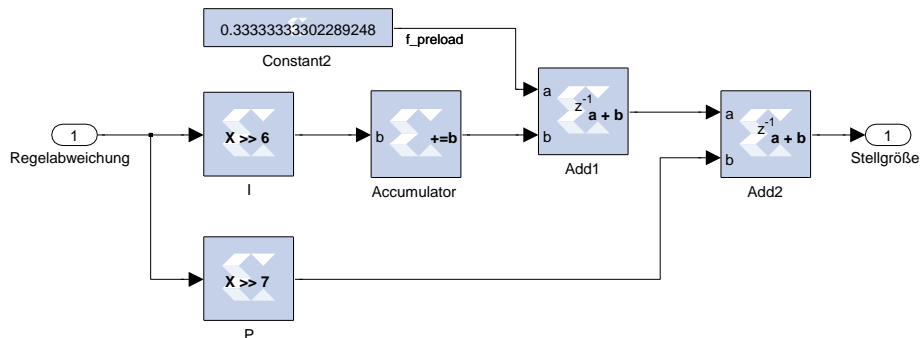 0.33333333302289248
f_preload
Constant2
a
z-1
a + b
b
Add1
a
z-1
a + b
b
Add2
1
Regelabweichung
X >> 6
I
b
+=b
Accumulator
1
Stellgröße
X >> 7
P